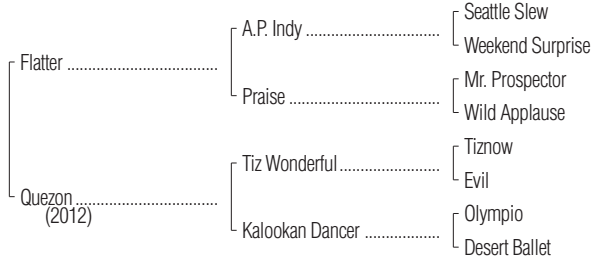 Seattle Slew
A.P. Indy ................................
Weekend Surprise
Flatter ....................................
Mr. Prospector
Praise ....................................
Wild Applause
Tiznow
Tiz Wonderful........................
Evil
Quezon ..................................
(2012)
Olympio
Kalookan Dancer ..................
Desert Ballet